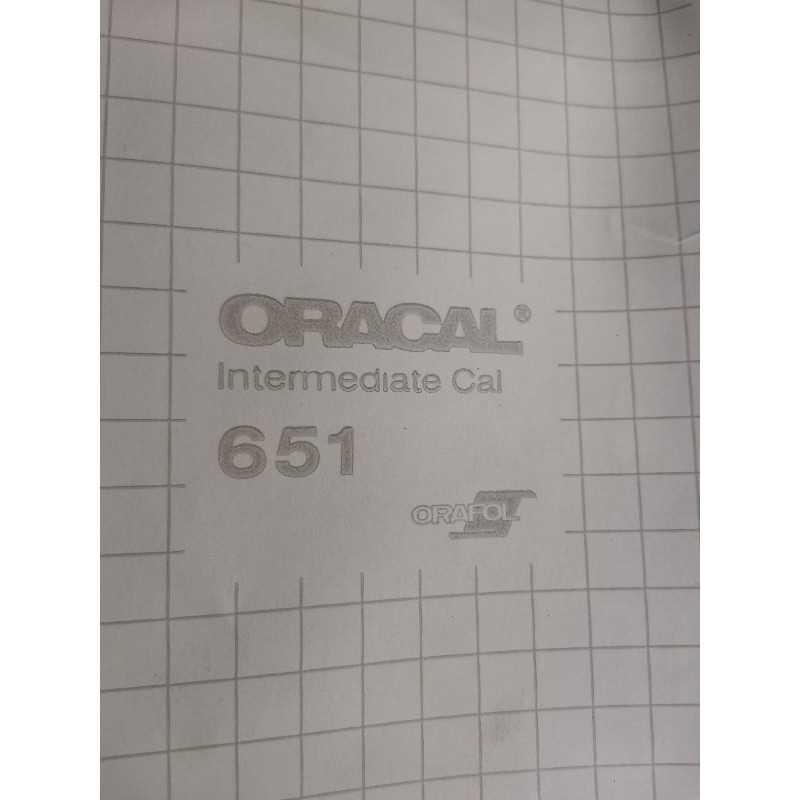 ORACAL®
Intermediate Cal
651
ORAFOL